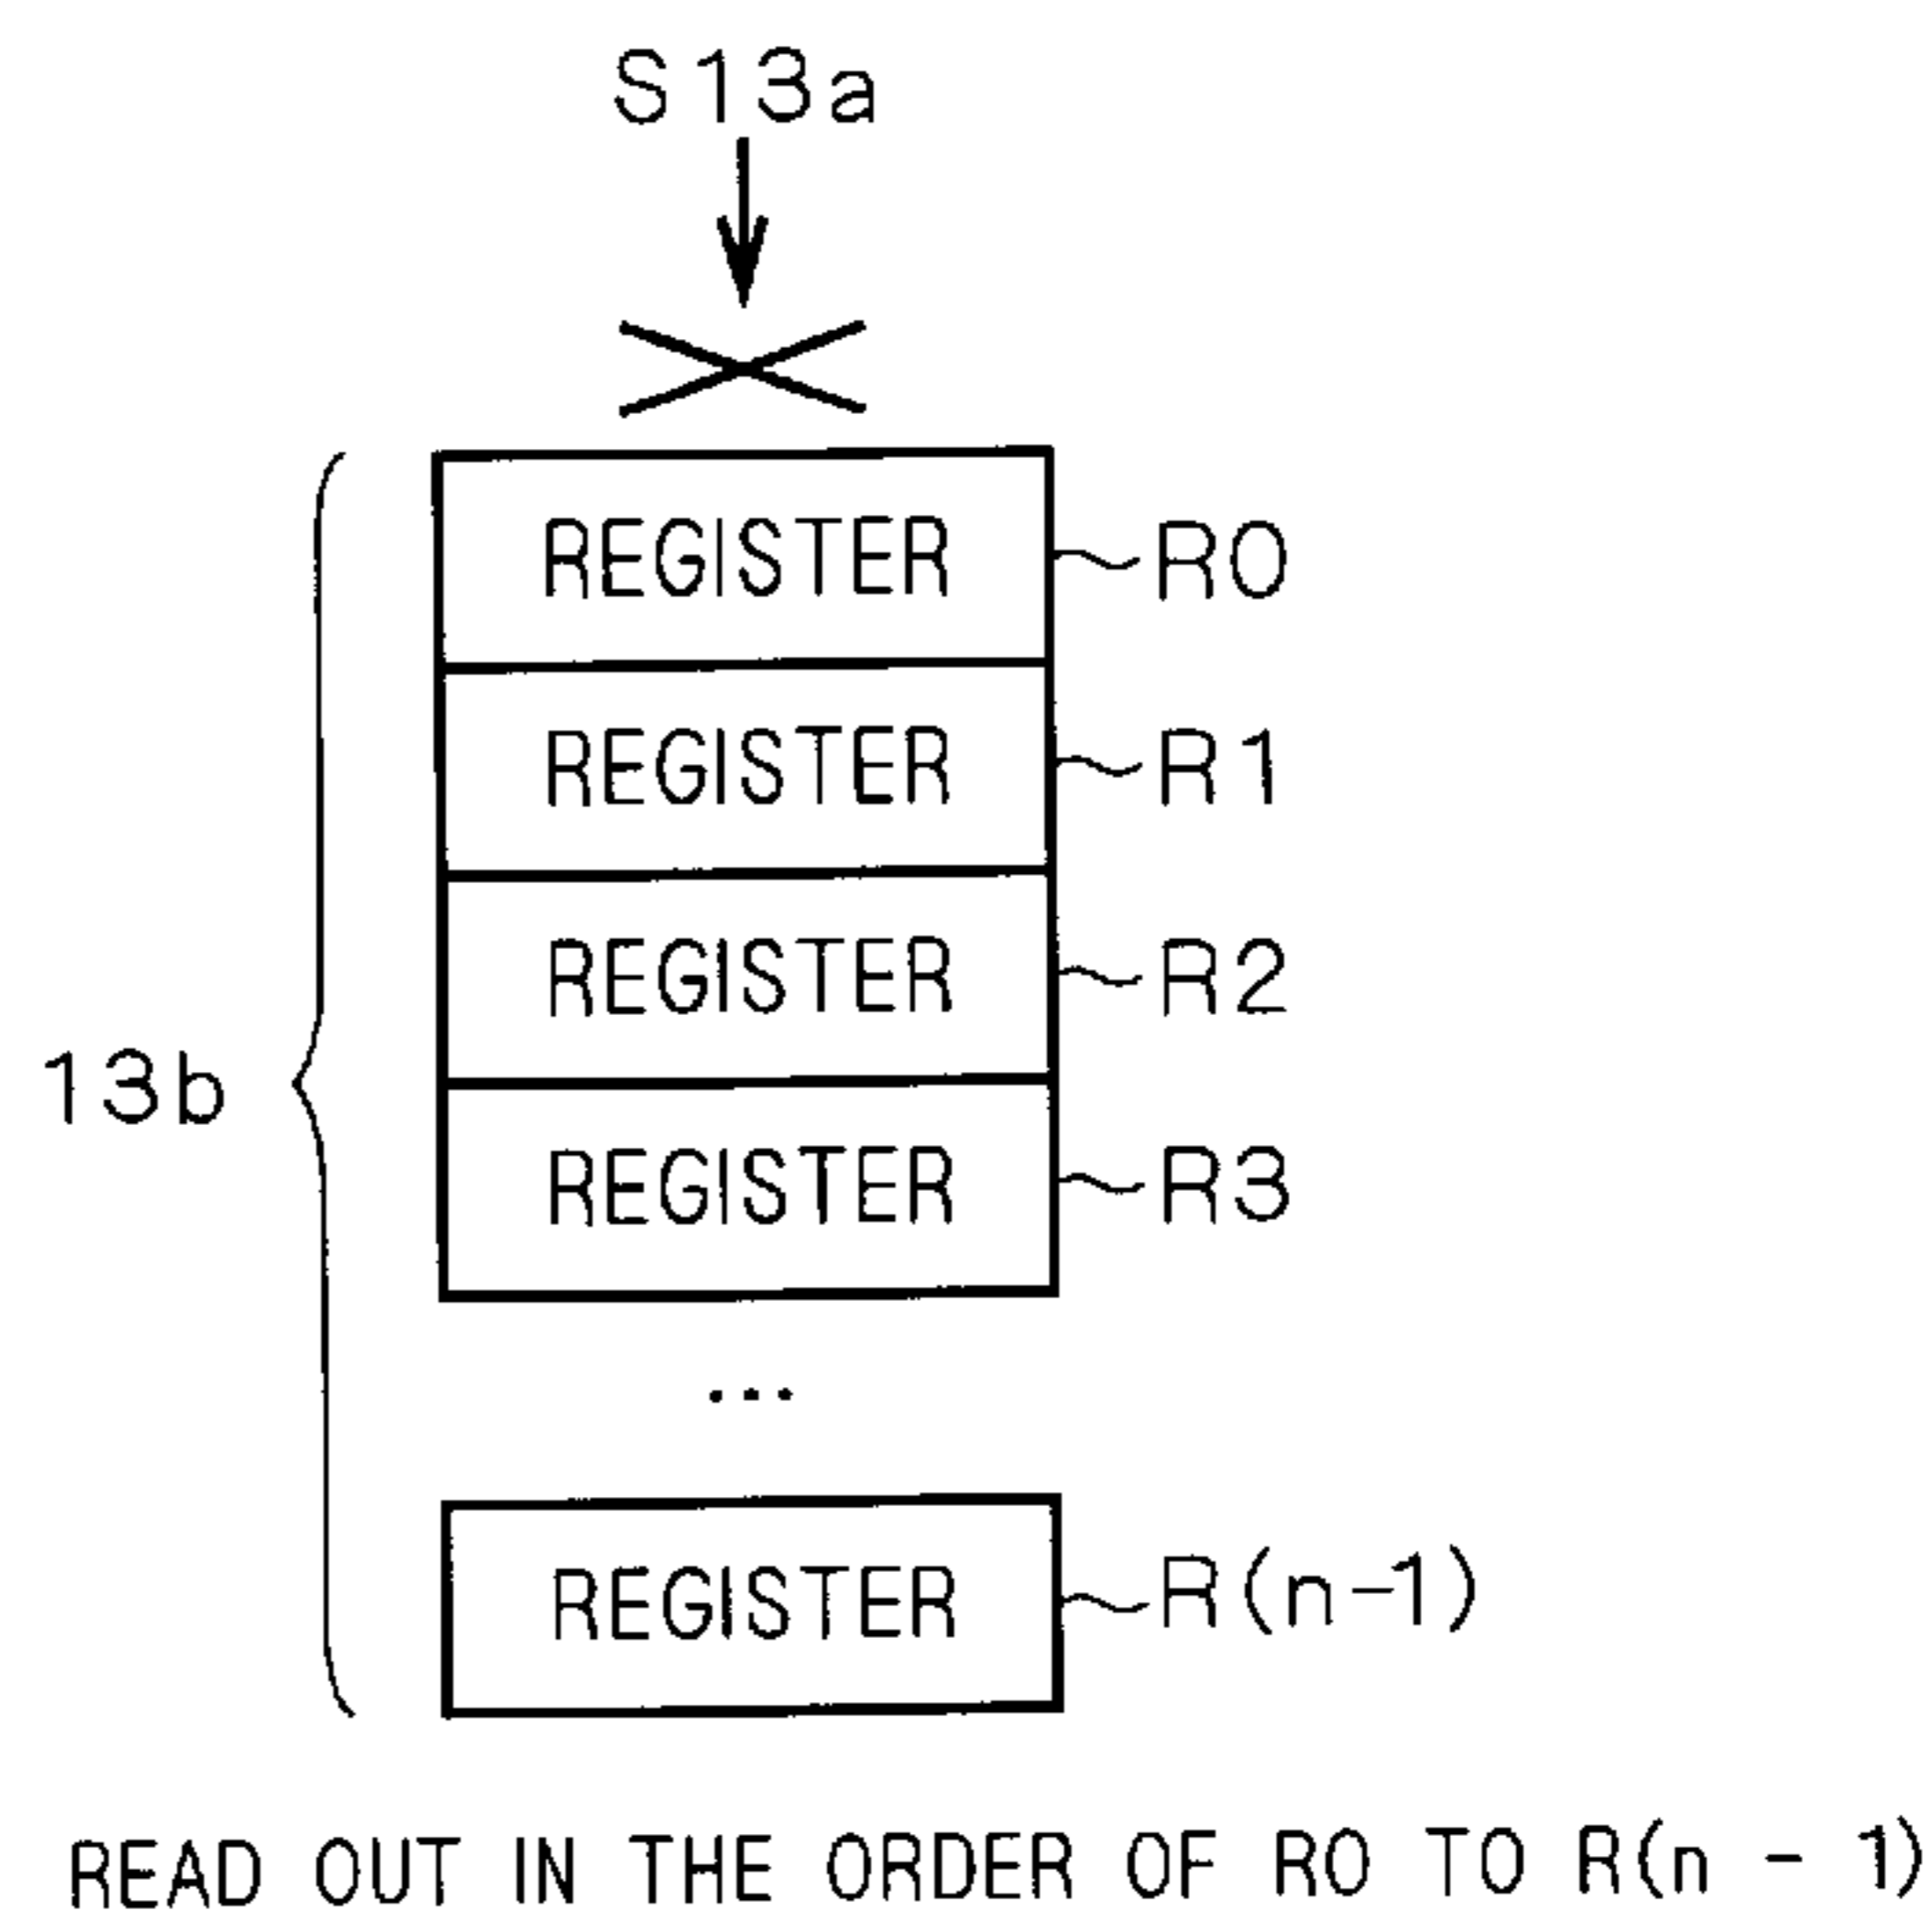 S13a
REGISTER R0
REGISTER R1
REGISTER R2
13b
REGISTER R3
...
REGISTER R(n-1)
READ OUT IN THE ORDER OF R0 TO R(n - 1)